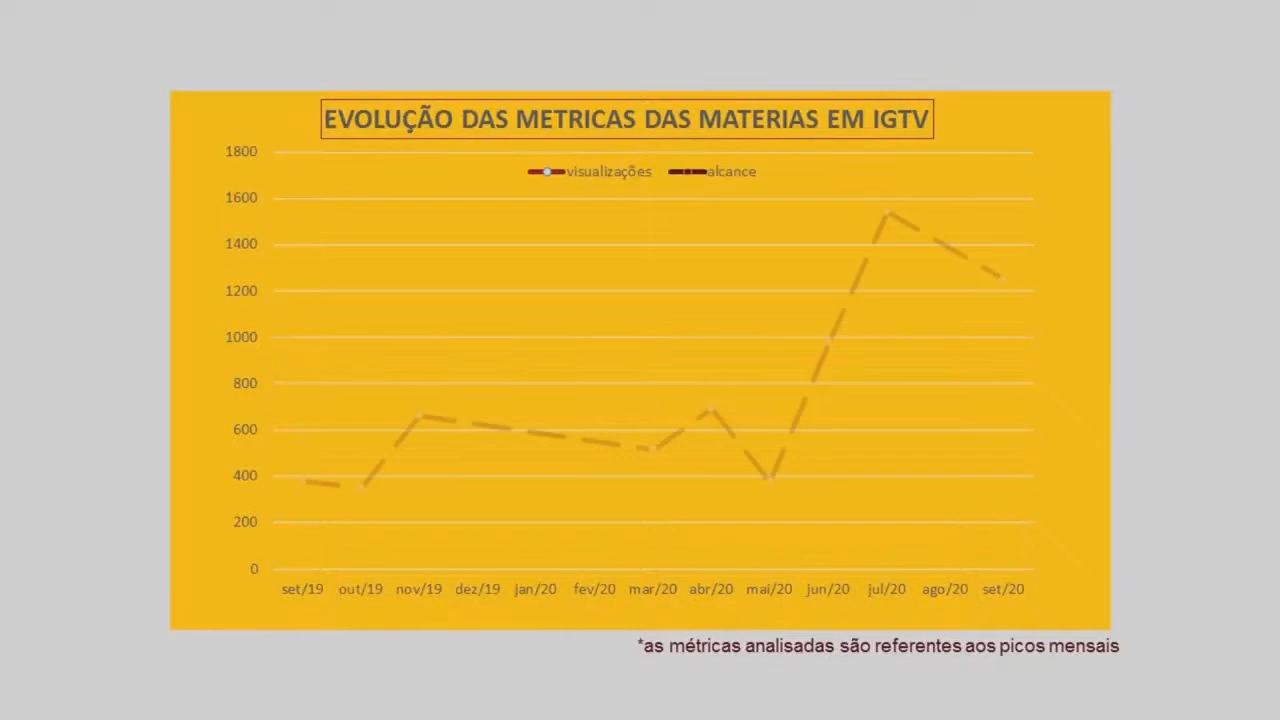 EVOLUÇÃO DAS METRICAS DAS MATERIAS EM IGTV
1800
visualizações alcance
1600
1400
1200
1000
800
600
400
200
0
set/19 out/19 nov/19 dez/19 jan/20 fev/20 mar/20 abr/20 mai/20 jun/20 jul/20 ago/20 set/20
*as métricas analisadas são referentes aos picos mensais